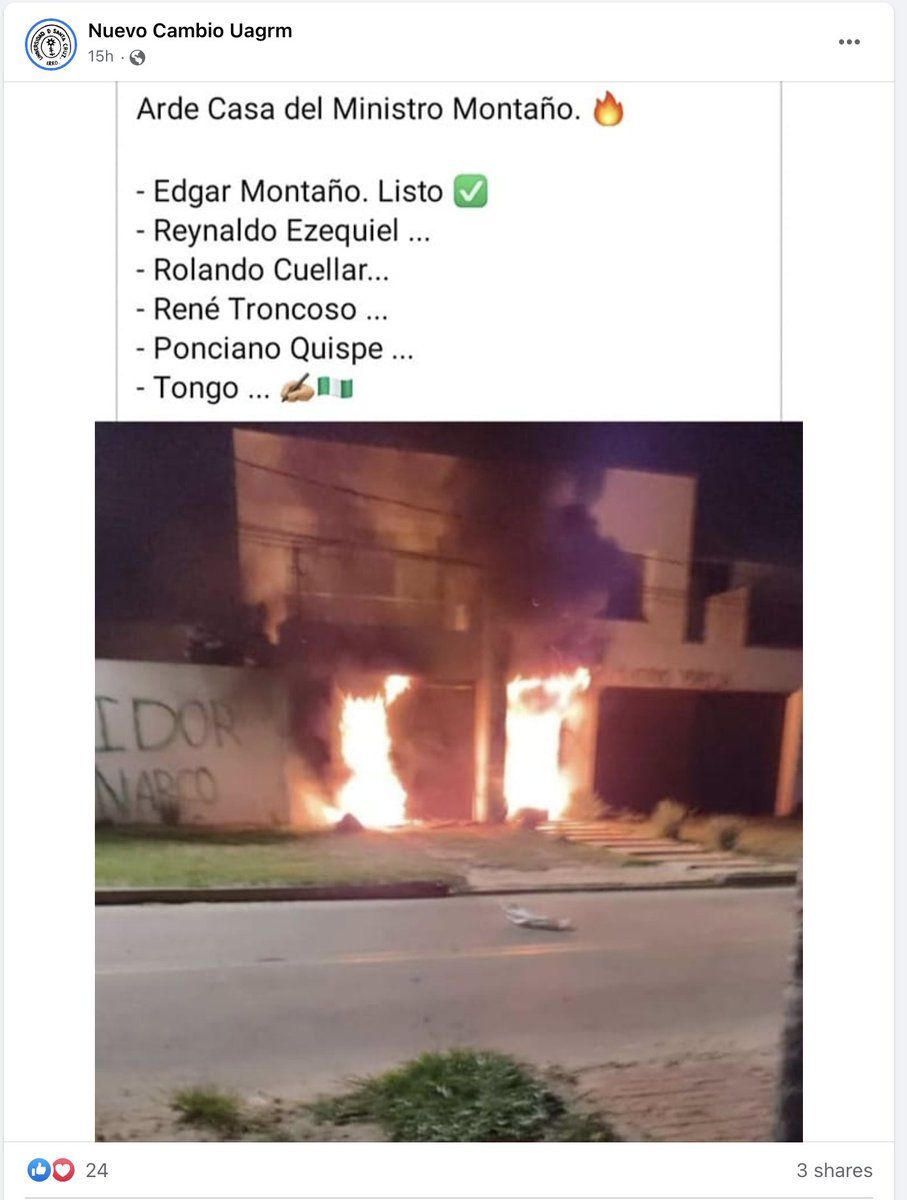 Nuevo Cambio Uagrm
15h ·
Arde Casa del Ministro Montaño. 🔥
- Edgar Montaño. Listo ✅
- Reynaldo Ezequiel ...
- Rolando Cuellar...
- René Troncoso ...
- Ponciano Quispe ...
- Tongo ... ✍🏽🇳🇬
IDOR
NARCO
24
3 shares